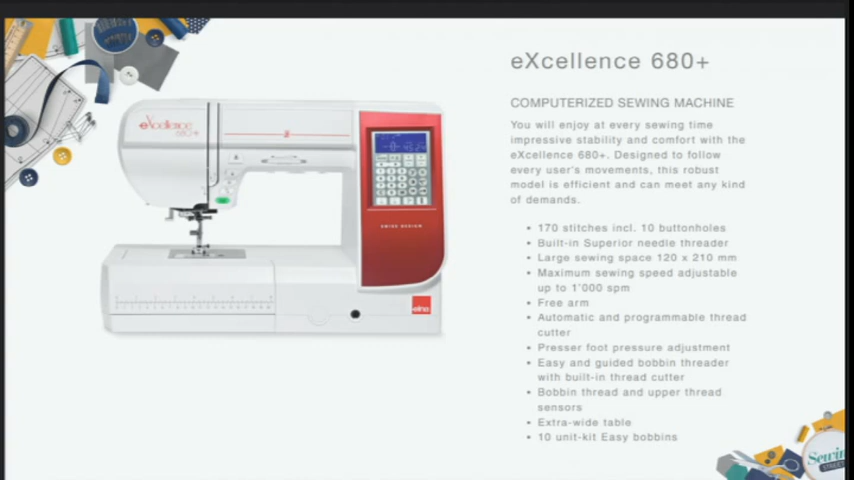 eXcellence 680+
COMPUTERIZED SEWING MACHINE
You will enjoy at every sewing time
impressive stability and comfort with the
eXcellence 680+. Designed to follow
every user's movements, this robust
model is efficient and can meet any kind
of demands.
• 170 stitches incl. 10 buttonholes
• Built-in Superior needle threader
• Large sewing space 120 x 210 mm
• Maximum sewing speed adjustable
up to 1'000 spm
• Free arm
• Automatic and programmable thread
cutter
• Presser foot pressure adjustment
• Easy and guided bobbin threader
with built-in thread cutter
• Bobbin thread and upper thread
sensors
• Extra-wide table
• 10 unit-kit Easy bobbins
eXcellence
680+
SWISS DESIGN
elna
Sewin
STREET